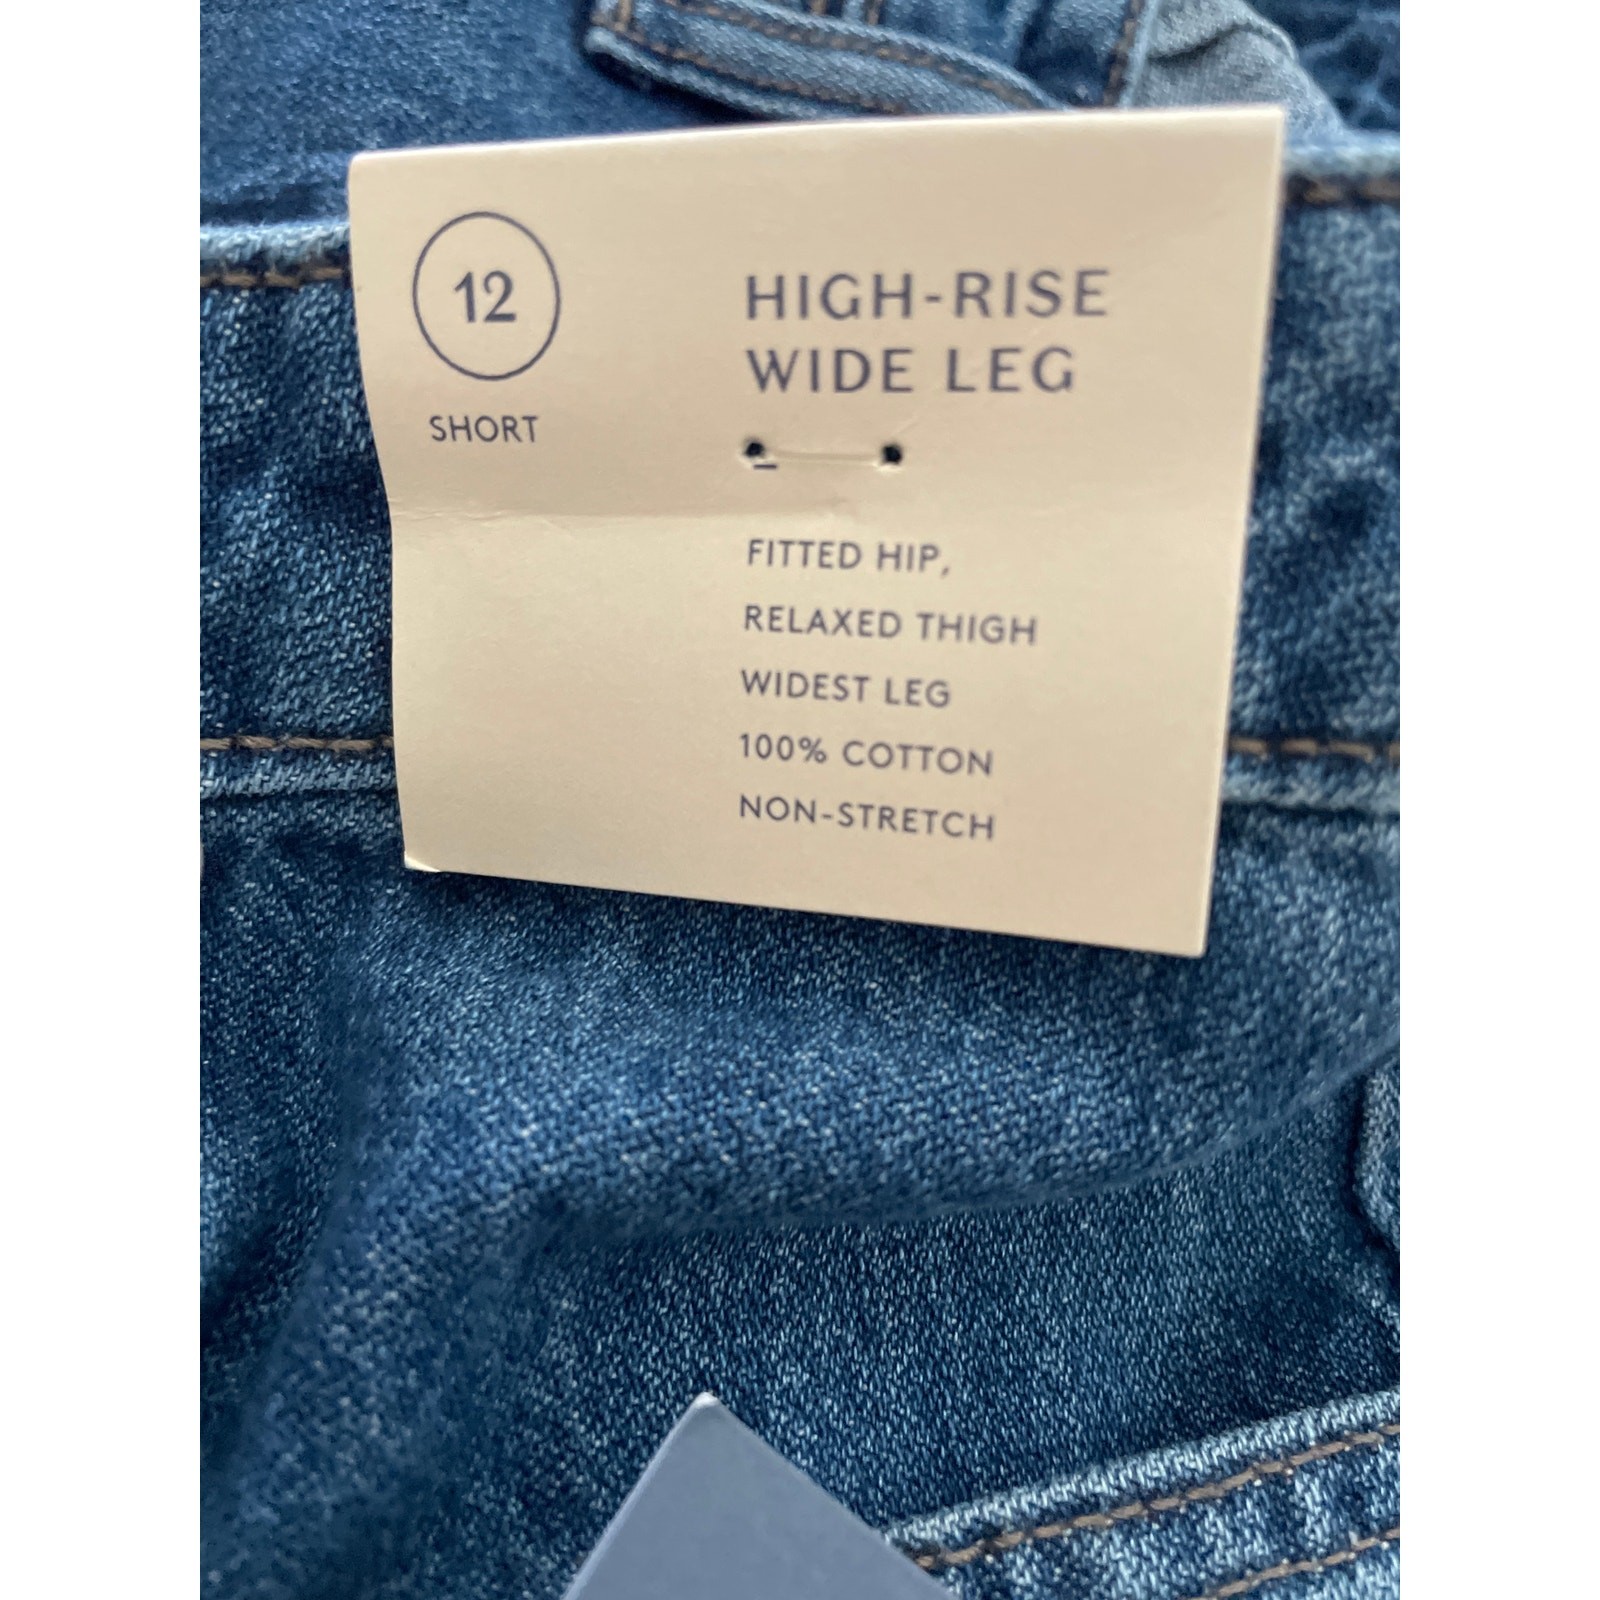 12
SHORT
HIGH-RISE
WIDE LEG
FITTED HIP,
RELAXED THIGH
WIDEST LEG
100% COTTON
NON-STRETCH